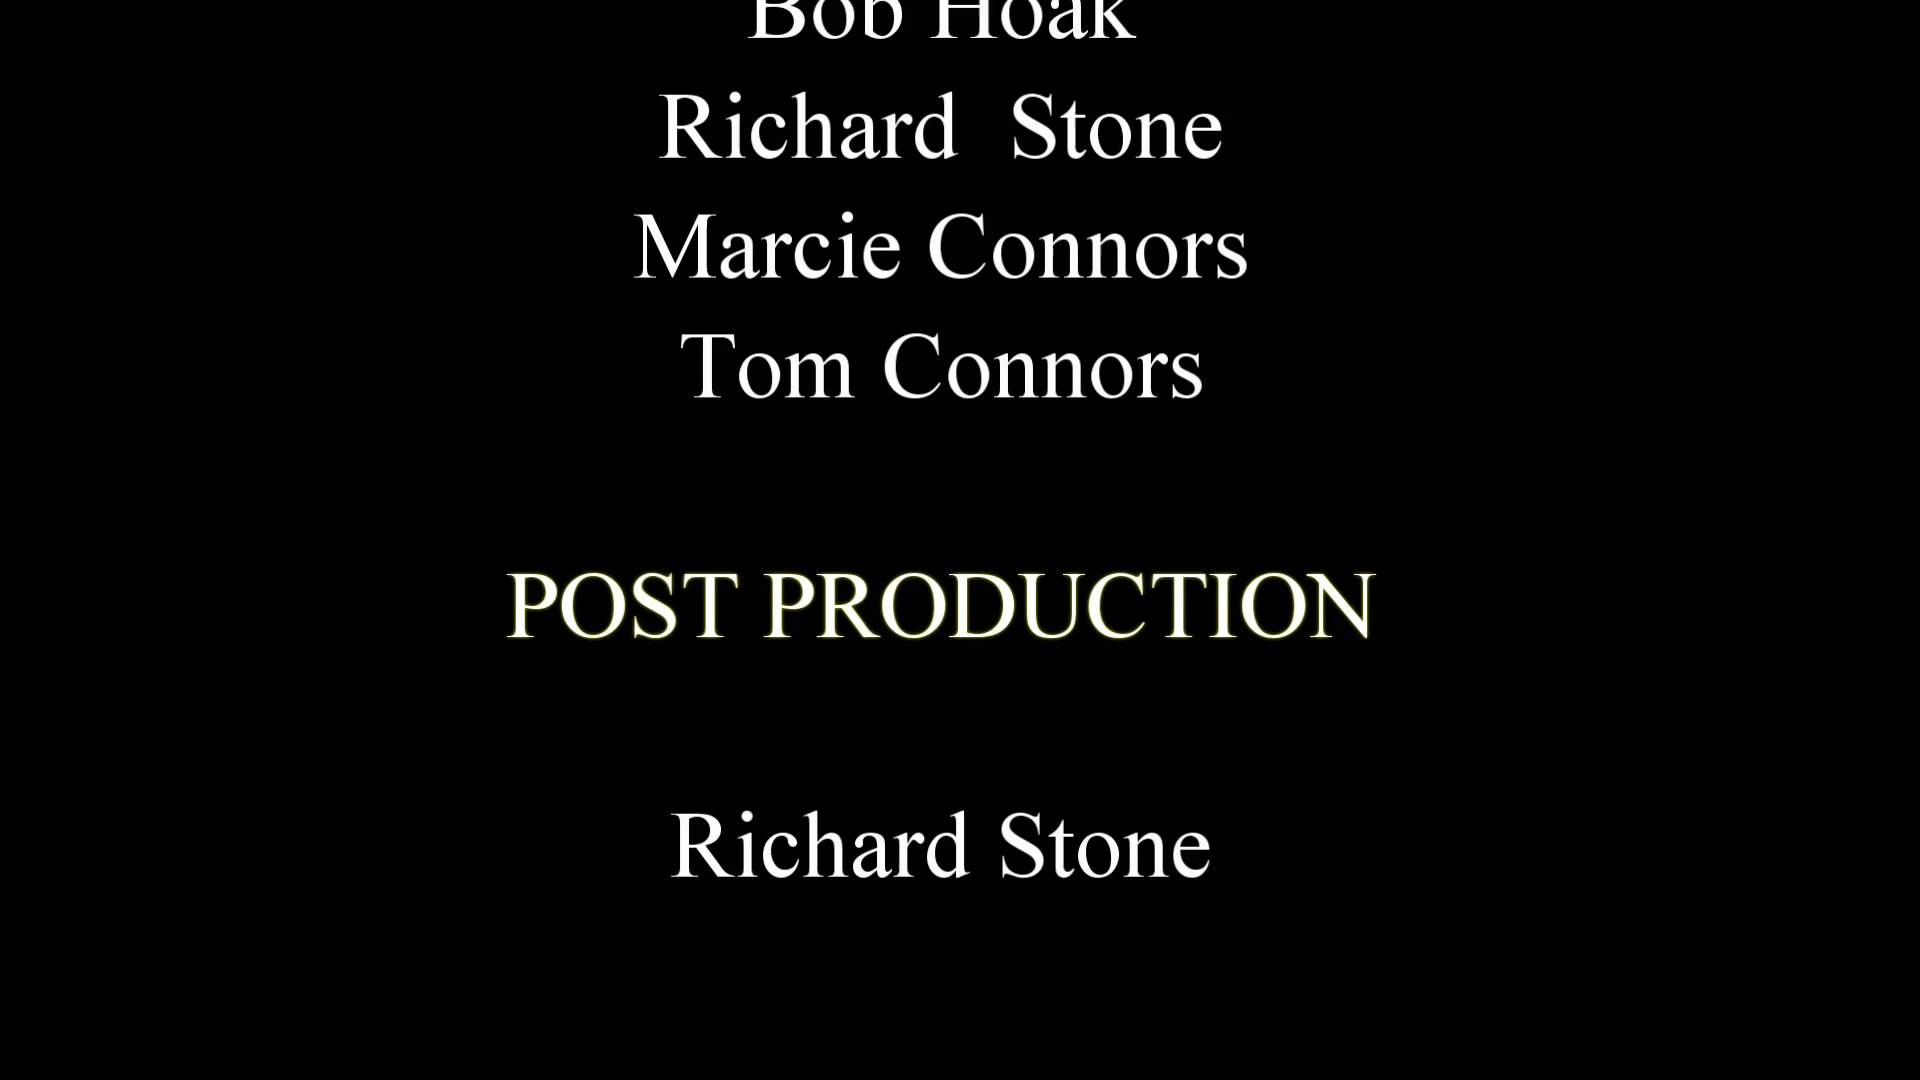 Bob Hoak
Richard  Stone
Marcie Connors
Tom Connors
POST PRODUCTION
Richard Stone